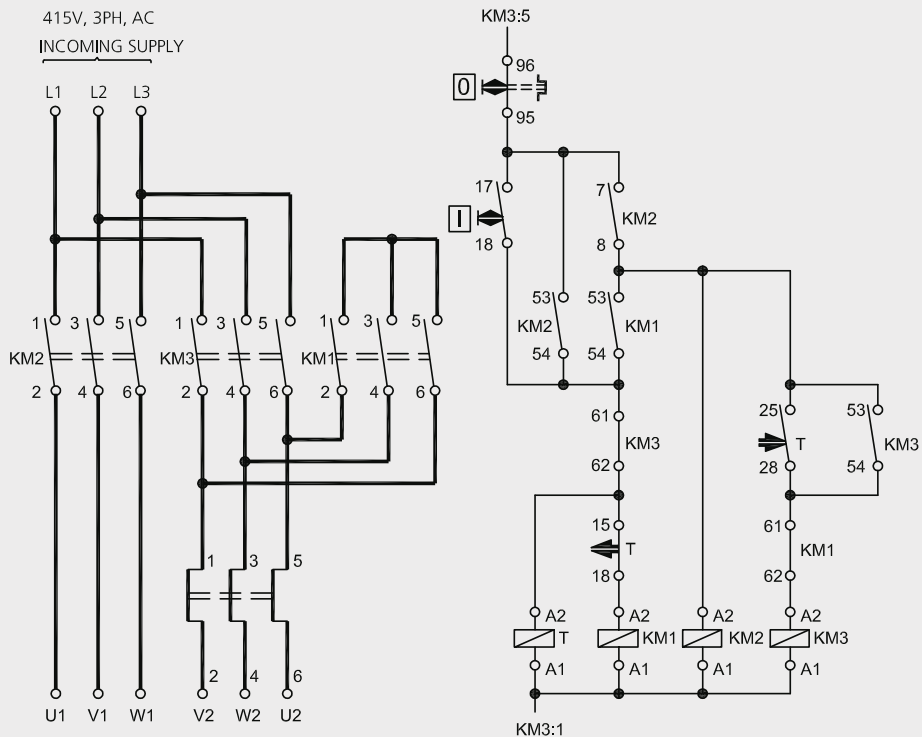 415V, 3PH, AC
INCOMING SUPPLY
L1 L2 L3
1 3 5
KM2
2 4 6
1 3 5
KM3
2 4 6
1 3 5
KM1
2 4 6
1 3 5
2 4 6
U1 V1 W1 V2 W2 U2
KM3:5
96
0
95
17
I
18
7
KM2
8
53
KM2
54
53
KM1
54
61
KM3
62
25
T
28
53
KM3
54
15
T
18
61
KM1
62
A2
T
A1
A2
KM1
A1
A2
KM2
A1
A2
KM3
A1
KM3:1